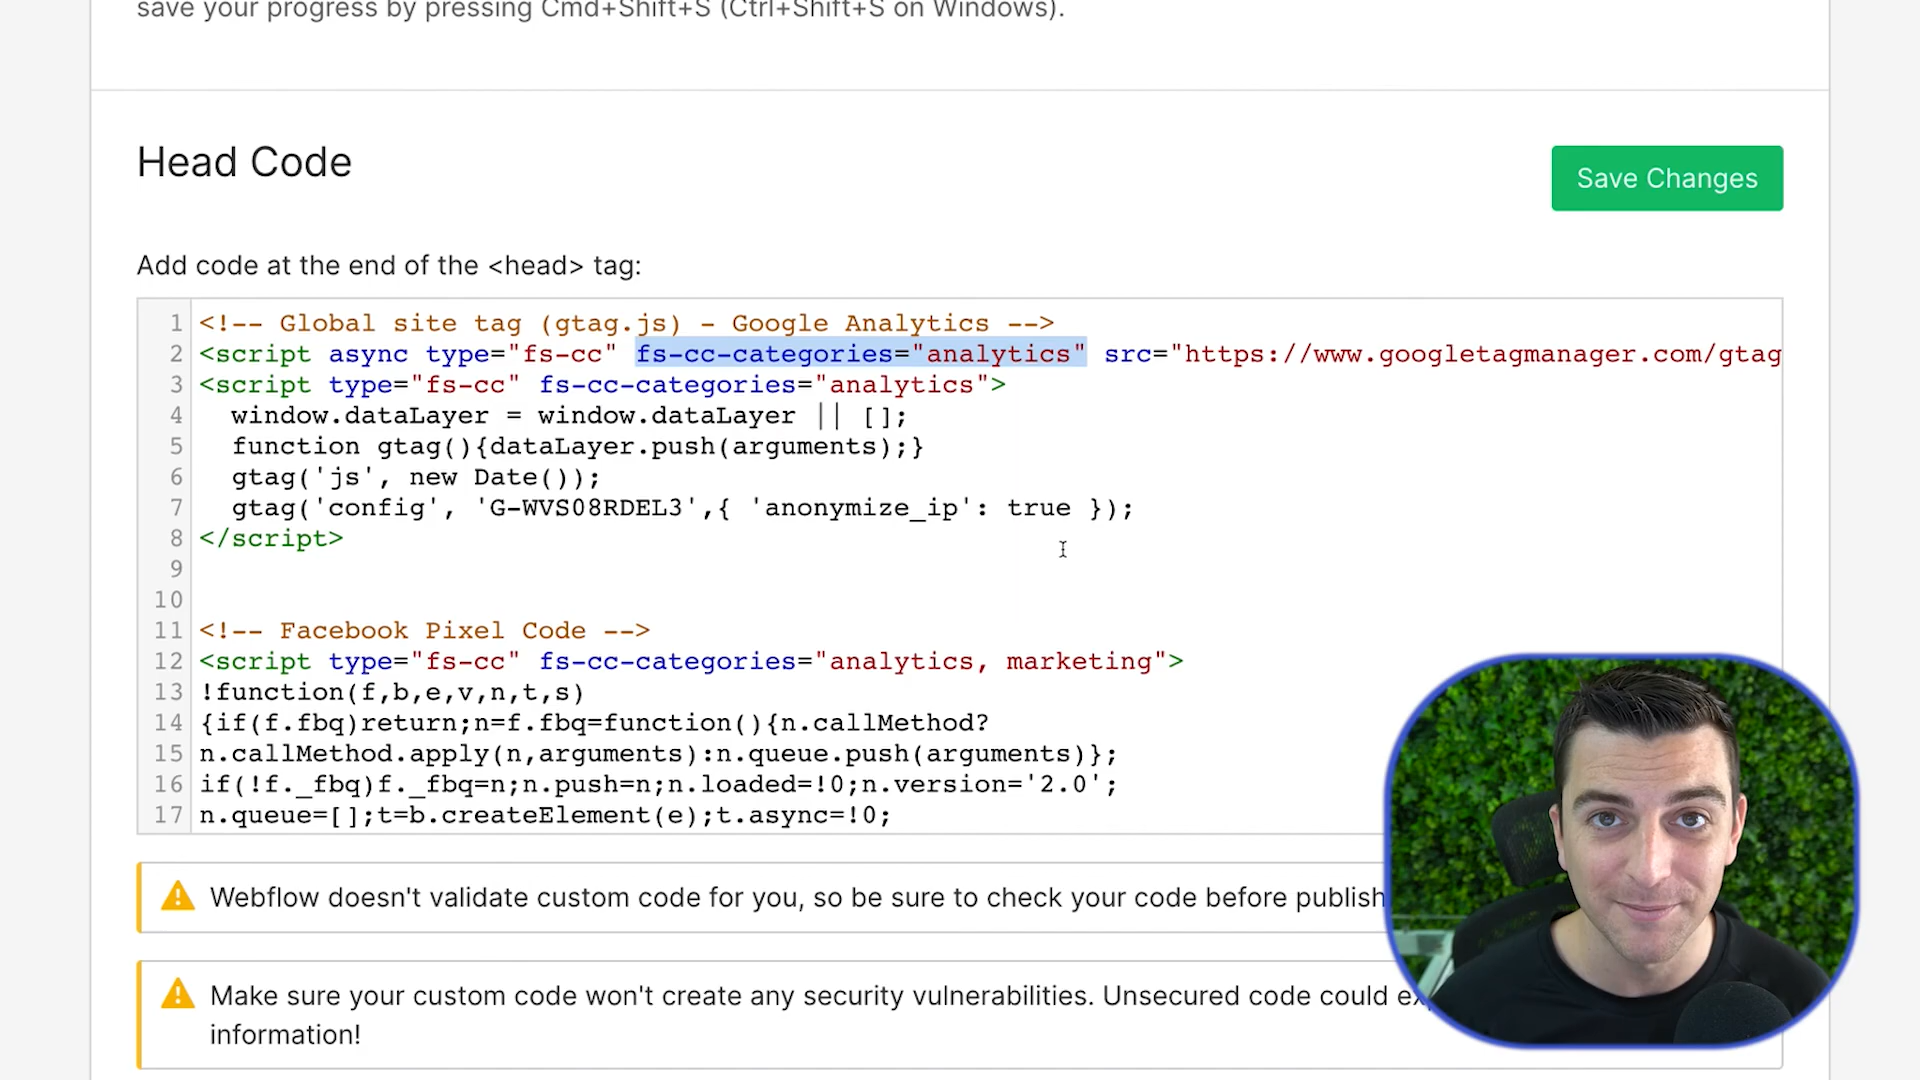 save your progress by pressing Cmd+Shift+S (Ctrl+Shift+S on Windows).
Head Code
Save Changes
Add code at the end of the <head> tag:
1 <!-- Global site tag (gtag.js) - Google Analytics -->
2 <script async type="fs-cc" fs-cc-categories="analytics" src="https://www.googletagmanager.com/gtag
3 <script type="fs-cc" fs-cc-categories="analytics">
4 window.dataLayer = window.dataLayer || [];
5 function gtag(){dataLayer.push(arguments);}
6 gtag('js', new Date());
7 gtag('config', 'G-WVS08RDEL3',{ 'anonymize_ip': true });
8 </script>
9
10
11 <!-- Facebook Pixel Code -->
12 <script type="fs-cc" fs-cc-categories="analytics, marketing">
13 !function(f,b,e,v,n,t,s)
14 {if(f.fbq)return;n=f.fbq=function(){n.callMethod?
15 n.callMethod.apply(n,arguments):n.queue.push(arguments)};
16 if(!f._fbq)f._fbq=n;n.push=n;n.loaded=!0;n.version='2.0';
17 n.queue=[];t=b.createElement(e);t.async=!0;
Webflow doesn't validate custom code for you, so be sure to check your code before publish
Make sure your custom code won't create any security vulnerabilities. Unsecured code could
information!